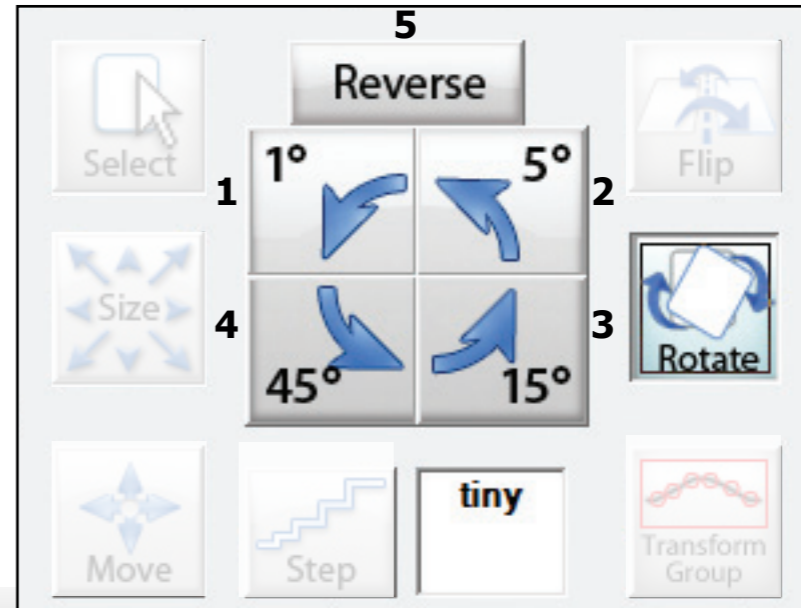 5
Reverse
Select
Flip
1°
5°
1
2
Size
4
3
Rotate
45°
15°
Move
Step
tiny
Transform
Group